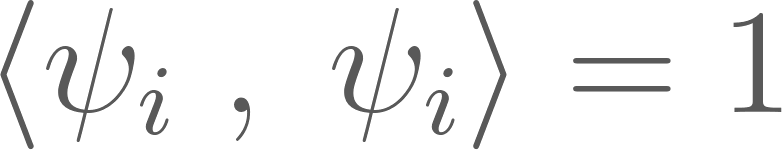 ⟨ψᵢ , ψᵢ⟩ = 1